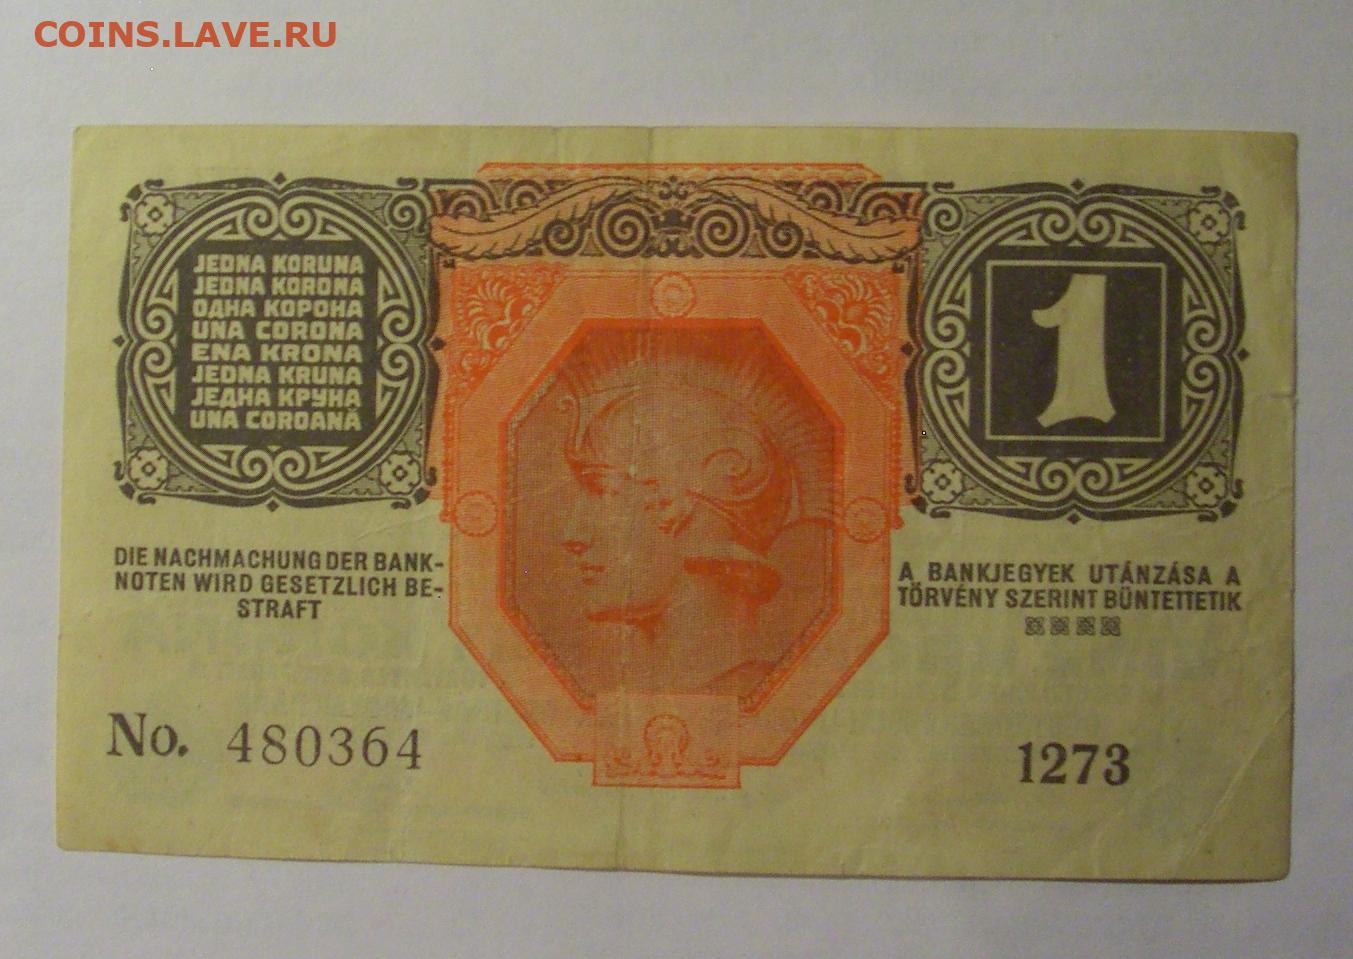 COINS.LAVE.RU
JEDNA KORUNA
JEDNA KORONA
ОДНА КОРОНА
UNA CORONA
ENA KRONA
JEDNA KRUNA
ЈЕДНА КРУНА
UNA COROANĂ
1
DIE NACHMACHUNG DER BANK-
NOTEN WIRD GESETZLICH BE-
STRAFT
A BANKJEGYEK UTÁNZÁSA A
TÖRVÉNY SZERINT BÜNTETTETIK
No. 480364
1273